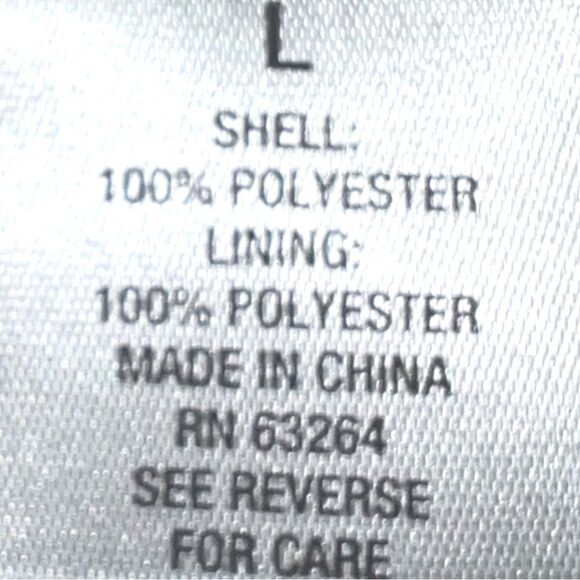 L
SHELL:
100% POLYESTER
LINING:
100% POLYESTER
MADE IN CHINA
RN 63264
SEE REVERSE
FOR CARE